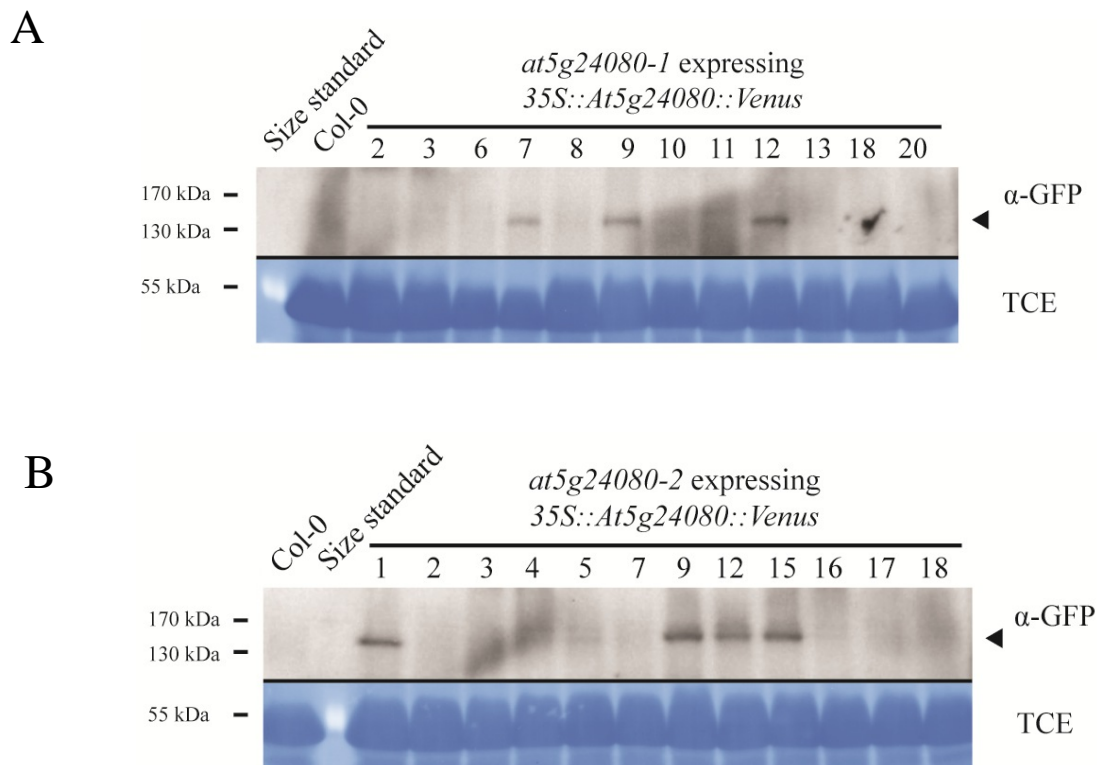 A
Size standard
Col-0
at5g24080-1 expressing
35S::At5g24080::Venus
2 3 6 7 8 9 10 11 12 13 18 20
170 kDa
130 kDa
α-GFP
55 kDa
TCE
B
Col-0
Size standard
at5g24080-2 expressing
35S::At5g24080::Venus
1 2 3 4 5 7 9 12 15 16 17 18
170 kDa
130 kDa
α-GFP
55 kDa
TCE